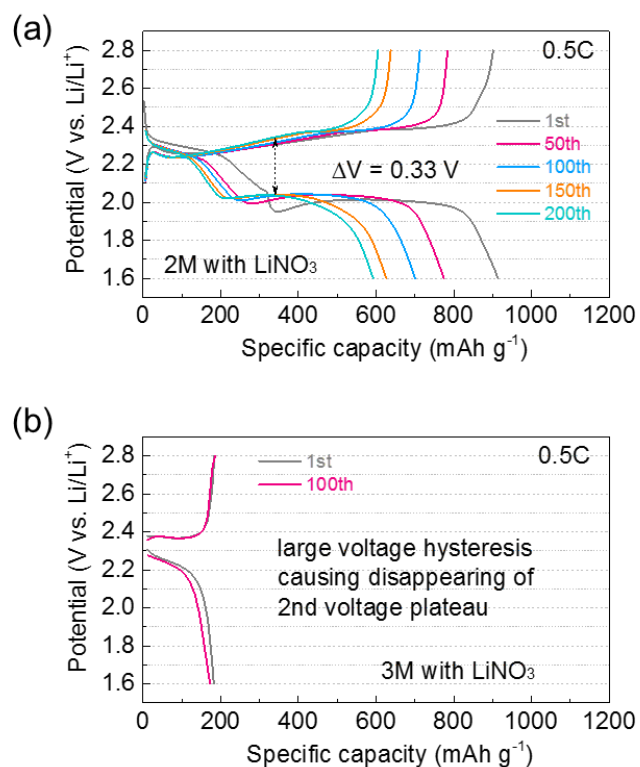 (a)
Potential (V vs. Li/Li⁺)
2.8
2.6
2.4
2.2
2.0
1.8
1.6
0.5C
1st
50th
100th
150th
200th
ΔV = 0.33 V
2M with LiNO₃
0 200 400 600 800 1000 1200
Specific capacity (mAh g⁻¹)
(b)
Potential (V vs. Li/Li⁺)
2.8
2.6
2.4
2.2
2.0
1.8
1.6
1st
100th
0.5C
large voltage hysteresis
causing disappearing of
2nd voltage plateau
3M with LiNO₃
0 200 400 600 800 1000 1200
Specific capacity (mAh g⁻¹)